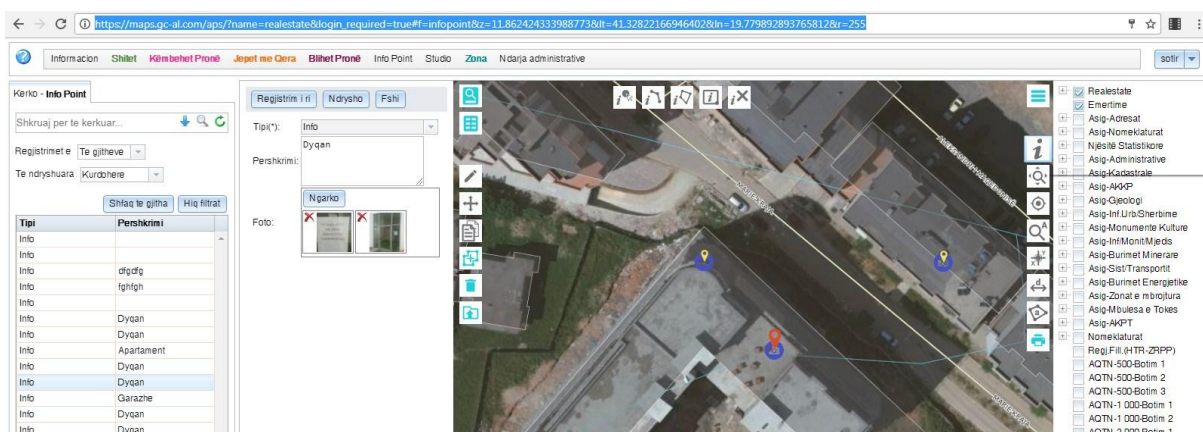 https://maps.gc-al.com/aps/?name=realestate&login_required=true#f=infopoint&z=11.862424333988773&lt=41.32822166946402&ln=19.779892893765812&r=255
Informacion Shitet Këmbehet Pronë Jepet me Qera Blihet Pronë Info Point Studio Zona Ndarja administrative
sotir
Kerko - Info Point
Shkruaj per te kerkuar...
Regjistrimet e Te gjitheve
Te ndryshuara Kurdohere
Shfaq te gjitha Hiq filtrat
Tipi Pershkrimi
Info
Info
Info dfgdfg
Info fghfgh
Info
Info Dyqan
Info Apartament
Info Dyqan
Info Dyqan
Info Garazhe
Info Dyqan
Info Dyqan
Regjistrim i ri Ndrysho Fshi
Tipi(*): Info
Pershkrimi: Dyqan
Foto: Ngarko
Realestate
Emertime
Asig-Adresat
Asig-Nomeklaturat
Njësitë Statistikore
Asig-Administrative
Asig-Kadastrale
Asig-AKKP
Asig-Gjeologi
Asig-Inf.Urb/Sherbime
Asig-Monumente Kulture
Asig-Inf/Monit/Mjedis
Asig-Burimet Minerare
Asig-Sist/Transportit
Asig-Burimet Energjetike
Asig-Zonat e mbrojtura
Asig-Mbulesa e Tokes
Asig-AKPT
Nomeklaturat
Regj.Fill.(HTR-ZRPP)
AQTN-500-Botim 1
AQTN-500-Botim 2
AQTN-500-Botim 3
AQTN-1 000-Botim 1
AQTN-1 000-Botim 2
AQTN-2 000-Botim 1